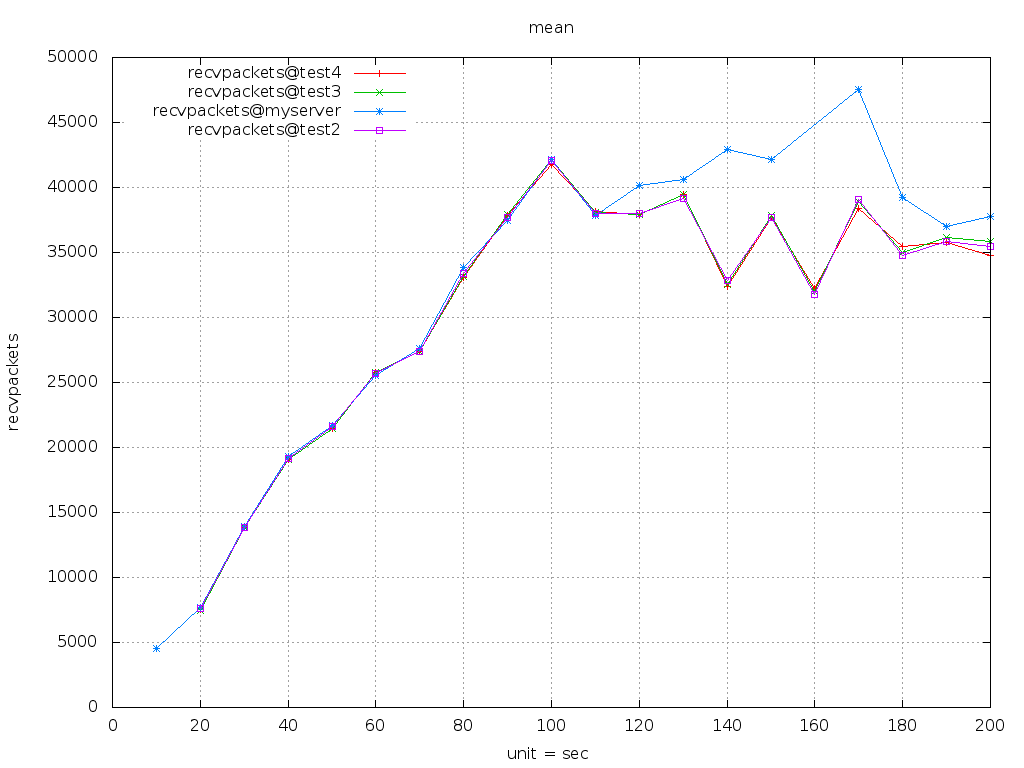 mean
50000
45000
40000
35000
30000
25000
20000
15000
10000
5000
0
recvpackets@test4
recvpackets@test3
recvpackets@myserver
recvpackets@test2
recvpackets
0 20 40 60 80 100 120 140 160 180 200
unit = sec